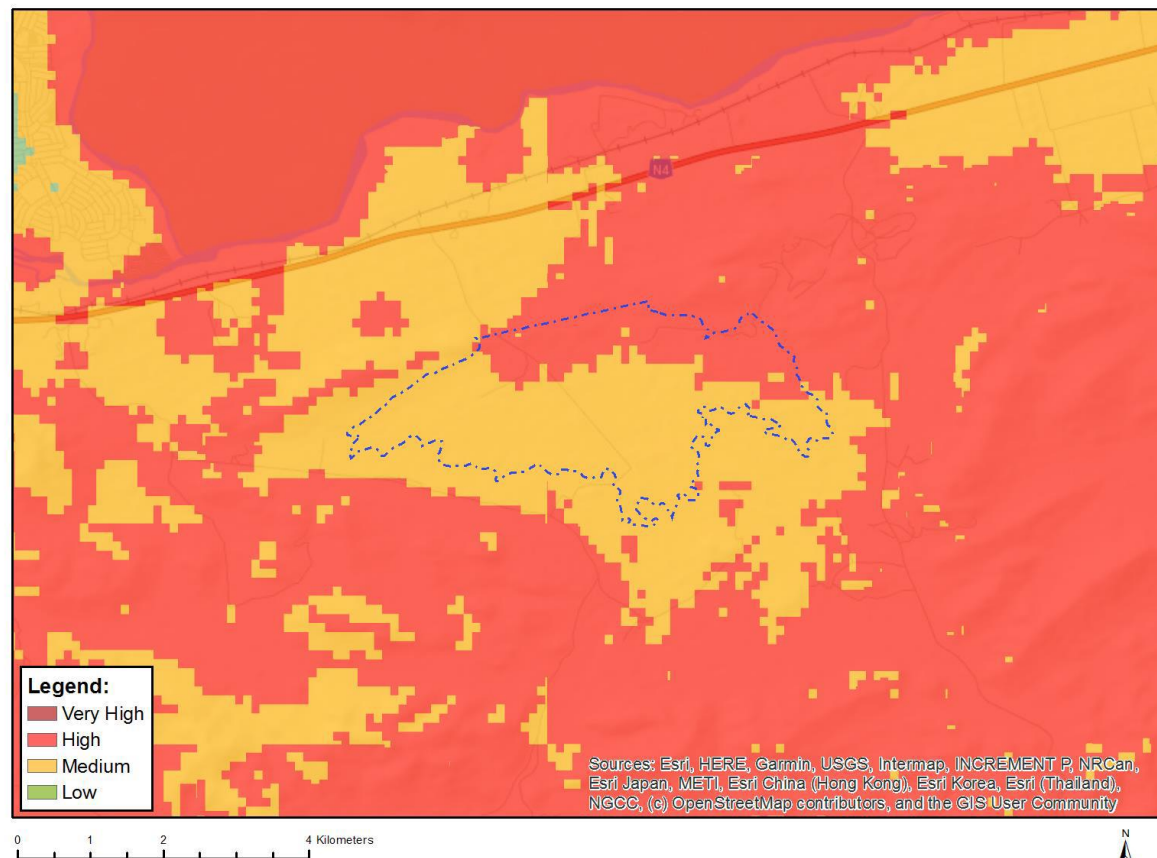 N4
Legend:
Very High
High
Medium
Low
Sources: Esri, HERE, Garmin, USGS, Intermap, INCREMENT P, NRCan,
Esri Japan, METI, Esri China (Hong Kong), Esri Korea, Esri (Thailand),
NGCC, (c) OpenStreetMap contributors, and the GIS User Community
0 1 2 4 Kilometers
N